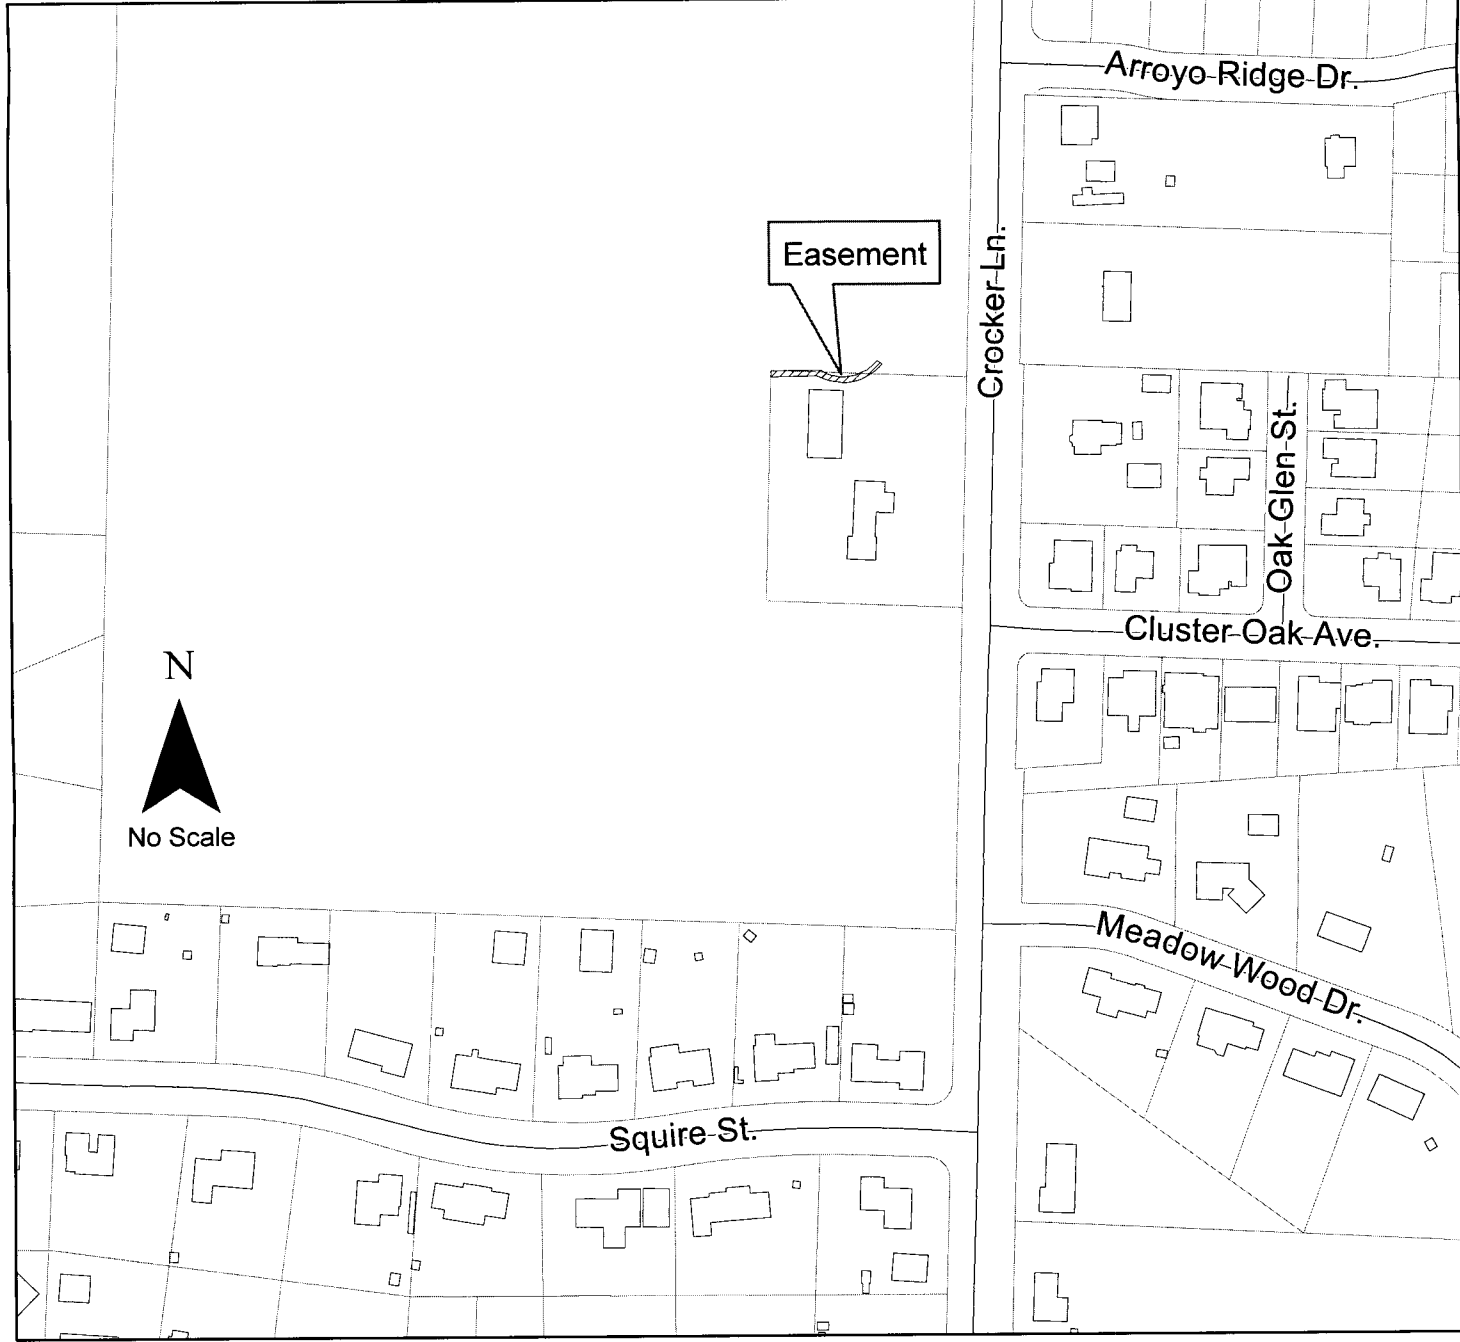 Arroyo Ridge Dr.
Easement
Crocker Ln.
Oak Glen St.
Cluster Oak Ave.
N
No Scale
Meadow Wood Dr.
Squire St.